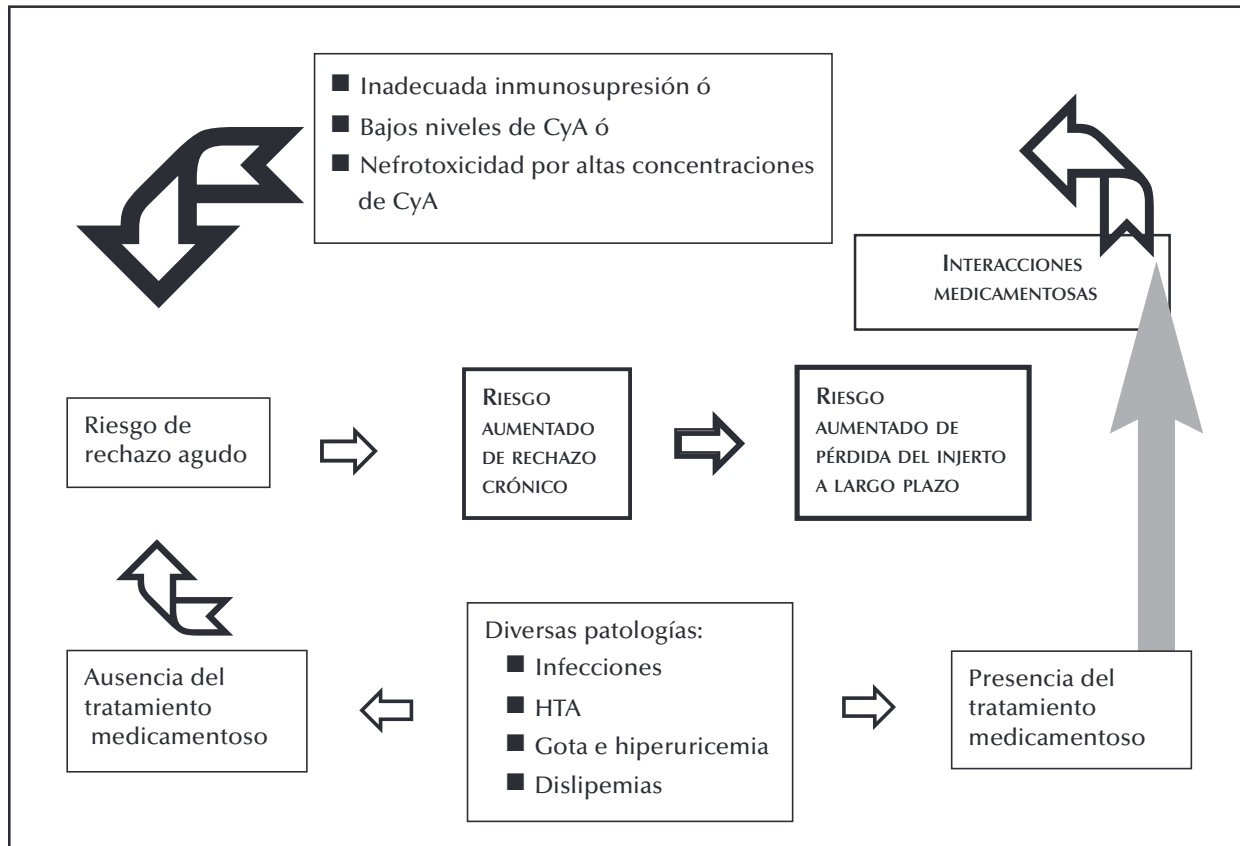 ■ Inadecuada inmunosupresión ó
■ Bajos niveles de CyA ó
■ Nefrotoxicidad por altas concentraciones
de CyA
INTERACCIONES
MEDICAMENTOSAS
Riesgo de
rechazo agudo
RIESGO
AUMENTADO
DE RECHAZO
CRÓNICO
RIESGO
AUMENTADO DE
PÉRDIDA DEL INJERTO
A LARGO PLAZO
Ausencia del
tratamiento
medicamentoso
Diversas patologías:
■ Infecciones
■ HTA
■ Gota e hiperuricemia
■ Dislipemias
Presencia del
tratamiento
medicamentoso